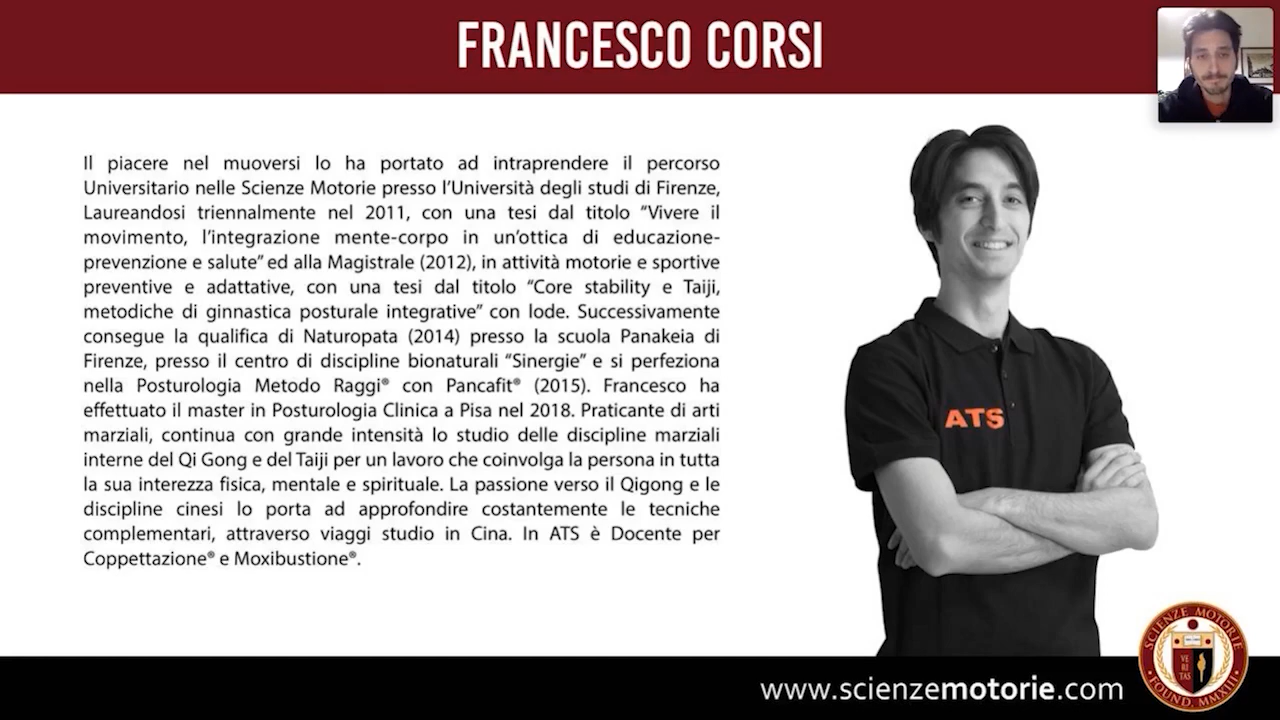 FRANCESCO CORSI
Il piacere nel muoversi lo ha portato ad intraprendere il percorso
Universitario nelle Scienze Motorie presso l'Università degli studi di Firenze,
Laureandosi triennalmente nel 2011, con una tesi dal titolo “Vivere il
movimento, l'integrazione mente-corpo in un'ottica di educazione-
prevenzione e salute” ed alla Magistrale (2012), in attività motorie e sportive
preventive e adattative, con una tesi dal titolo “Core stability e Taiji,
metodiche di ginnastica posturale integrative” con lode. Successivamente
consegue la qualifica di Naturopata (2014) presso la scuola Panakeia di
Firenze, presso il centro di discipline bionaturali “Sinergie” e si perfeziona
nella Posturologia Metodo Raggi® con Pancafit® (2015). Francesco ha
effettuato il master in Posturologia Clinica a Pisa nel 2018. Praticante di arti
marziali, continua con grande intensità lo studio delle discipline marziali
interne del Qi Gong e del Taiji per un lavoro che coinvolga la persona in tutta
la sua interezza fisica, mentale e spirituale. La passione verso il Qigong e le
discipline cinesi lo porta ad approfondire costantemente le tecniche
complementari, attraverso viaggi studio in Cina. In ATS è Docente per
Coppettazione® e Moxibustione®.
ATS
SCIENZE MOTORIE
VE
RI
TAS
FOUND. MMXIII
www.scienzemotorie.com